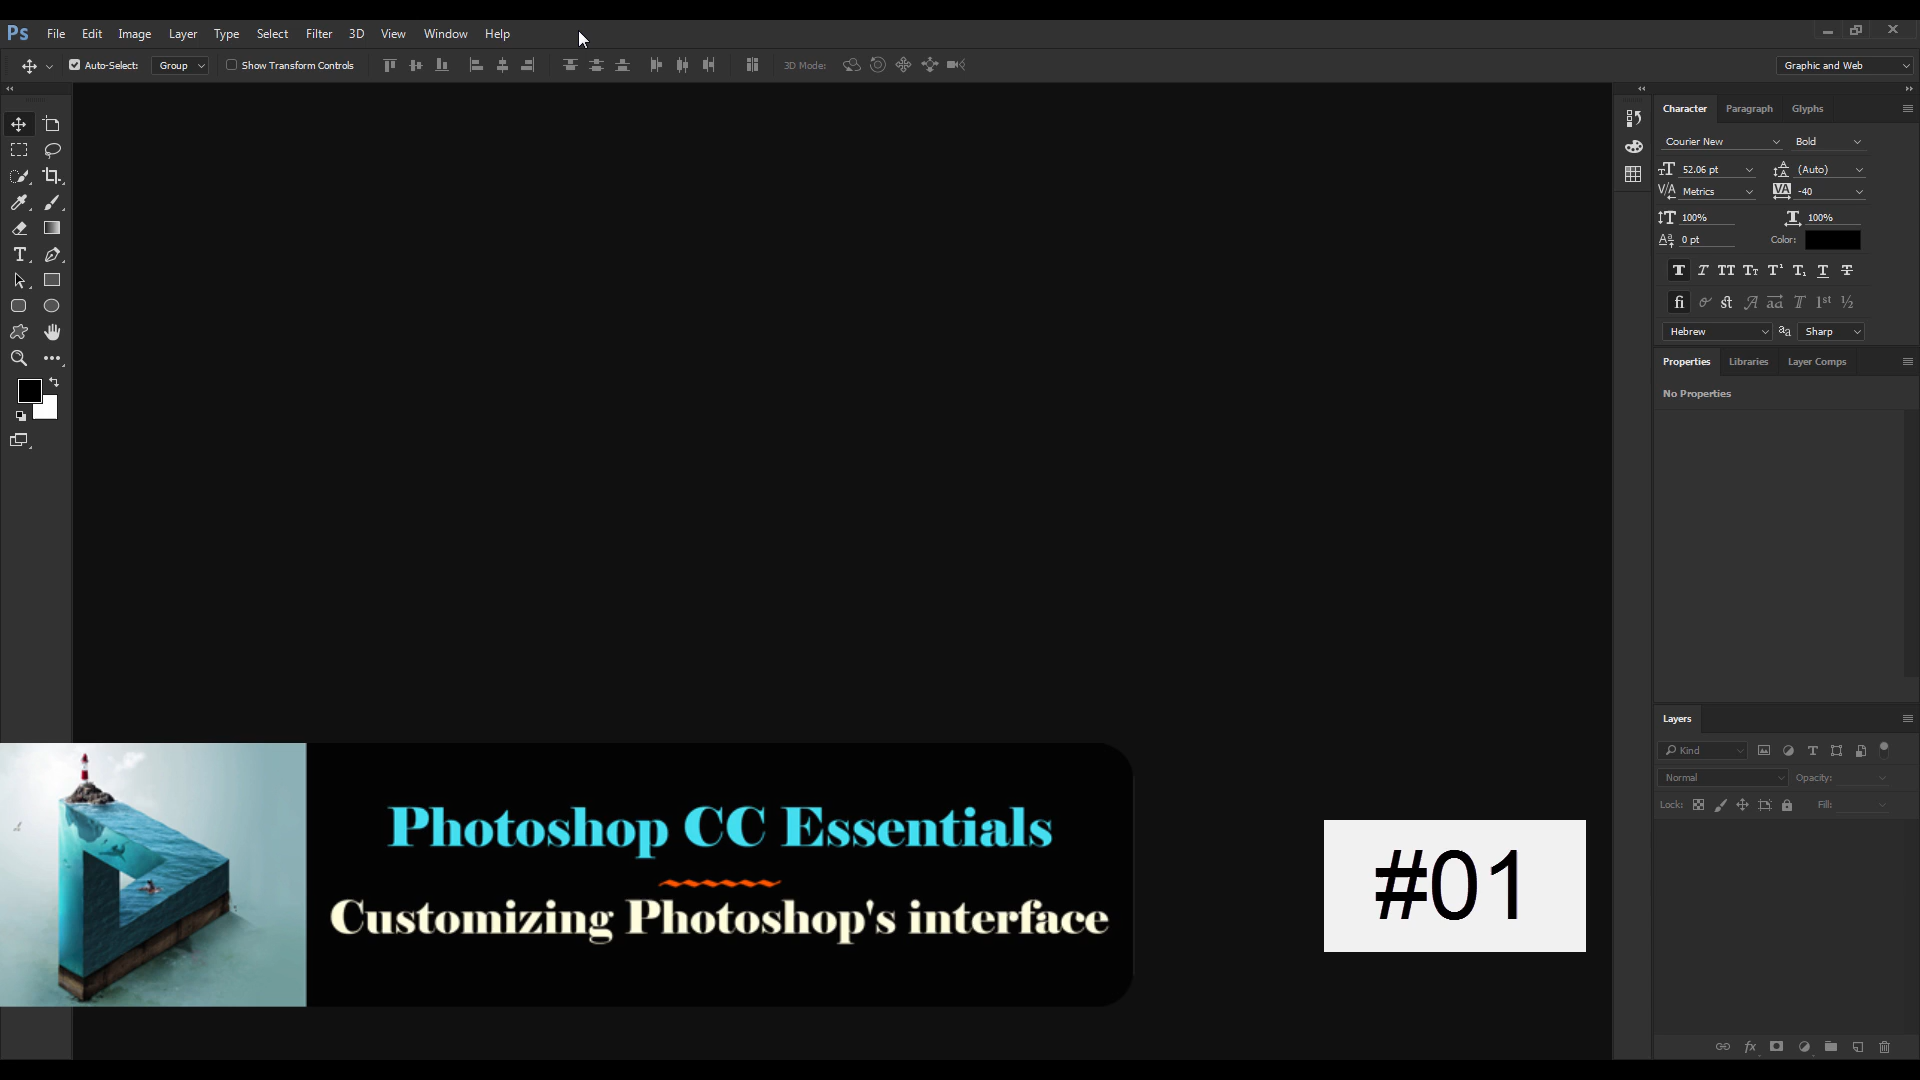 Ps File Edit Image Layer Type Select Filter 3D View Window Help
Auto-Select: Group Show Transform Controls 3D Mode: Graphic and Web
Character Paragraph Glyphs
Courier New Bold
52.06 pt (Auto)
Metrics -40
100% 100%
0 pt Color:
Hebrew aa Sharp
Properties Libraries Layer Comps
No Properties
Layers
Kind
Normal Opacity:
Lock: Fill:
fx
Photoshop CC Essentials
Customizing Photoshop's interface
#01